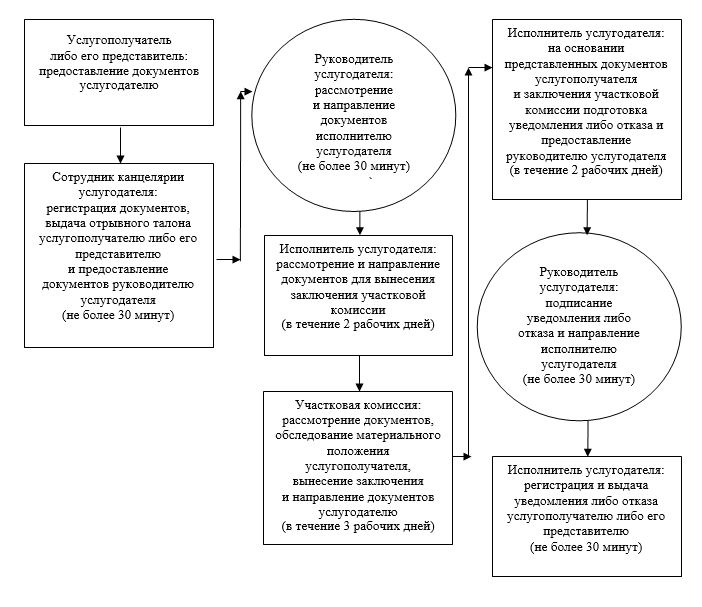 Услугополучатель
либо его представитель:
предоставление документов
услугодателю
Сотрудник канцелярии
услугодателя:
регистрация документов,
выдача отрывного талона
услугополучателю либо его
представителю
и предоставление
документов руководителю
услугодателя
(не более 30 минут)
Руководитель
услугодателя:
рассмотрение
и направление
документов
исполнителю
услугодателя
(не более 30 минут)
Исполнитель услугодателя:
рассмотрение и направление
документов для вынесения
заключения участковой
комиссии
(в течение 2 рабочих дней)
Участковая комиссия:
рассмотрение документов,
обследование материального
положения
услугополучателя,
вынесение заключения
и направление документов
услугодателю
(в течение 3 рабочих дней)
Исполнитель услугодателя:
на основании
представленных документов
услугополучателя
и заключения участковой
комиссии подготовка
уведомления либо отказа и
предоставление
руководителю услугодателя
(в течение 2 рабочих дней)
Руководитель
услугодателя:
подписание
уведомления либо
отказа и направление
исполнителю
услугодателя
(не более 30 минут)
Исполнитель услугодателя:
регистрация и выдача
уведомления либо отказа
услугополучателю либо его
представителю
(не более 30 минут)